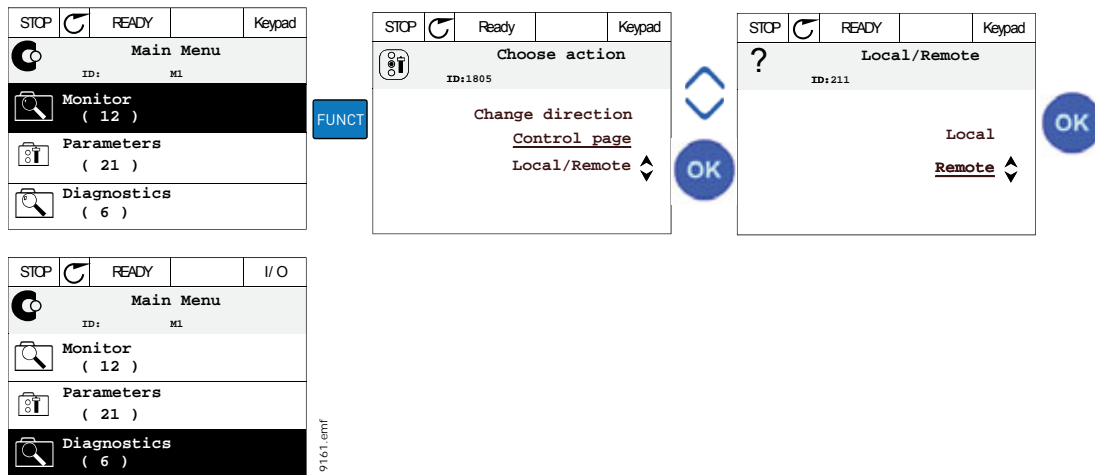 STOP READY Keypad
Main Menu
ID: M1
Monitor
( 12 )
Parameters
( 21 )
Diagnostics
( 6 )
FUNCT
STOP Ready Keypad
Choose action
ID:1805
Change direction
Control page
Local/Remote
OK
STOP READY Keypad
?
Local/Remote
ID:211
Local
Remote
OK
STOP READY I/O
Main Menu
ID: M1
Monitor
( 12 )
Parameters
( 21 )
Diagnostics
( 6 )
9161.emf